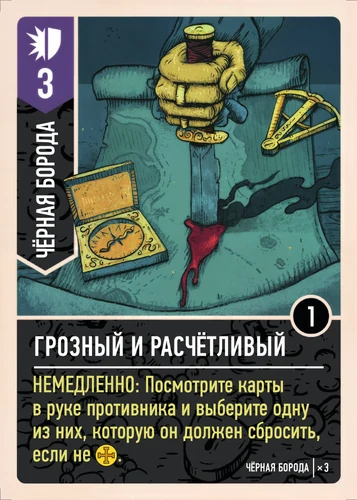 3
ЧЁРНАЯ БОРОДА
1
ГРОЗНЫЙ И РАСЧЁТЛИВЫЙ
НЕМЕДЛЕННО: Посмотрите карты
в руке противника и выберите одну
из них, которую он должен сбросить,
если не .
ЧЁРНАЯ БОРОДА | ×3